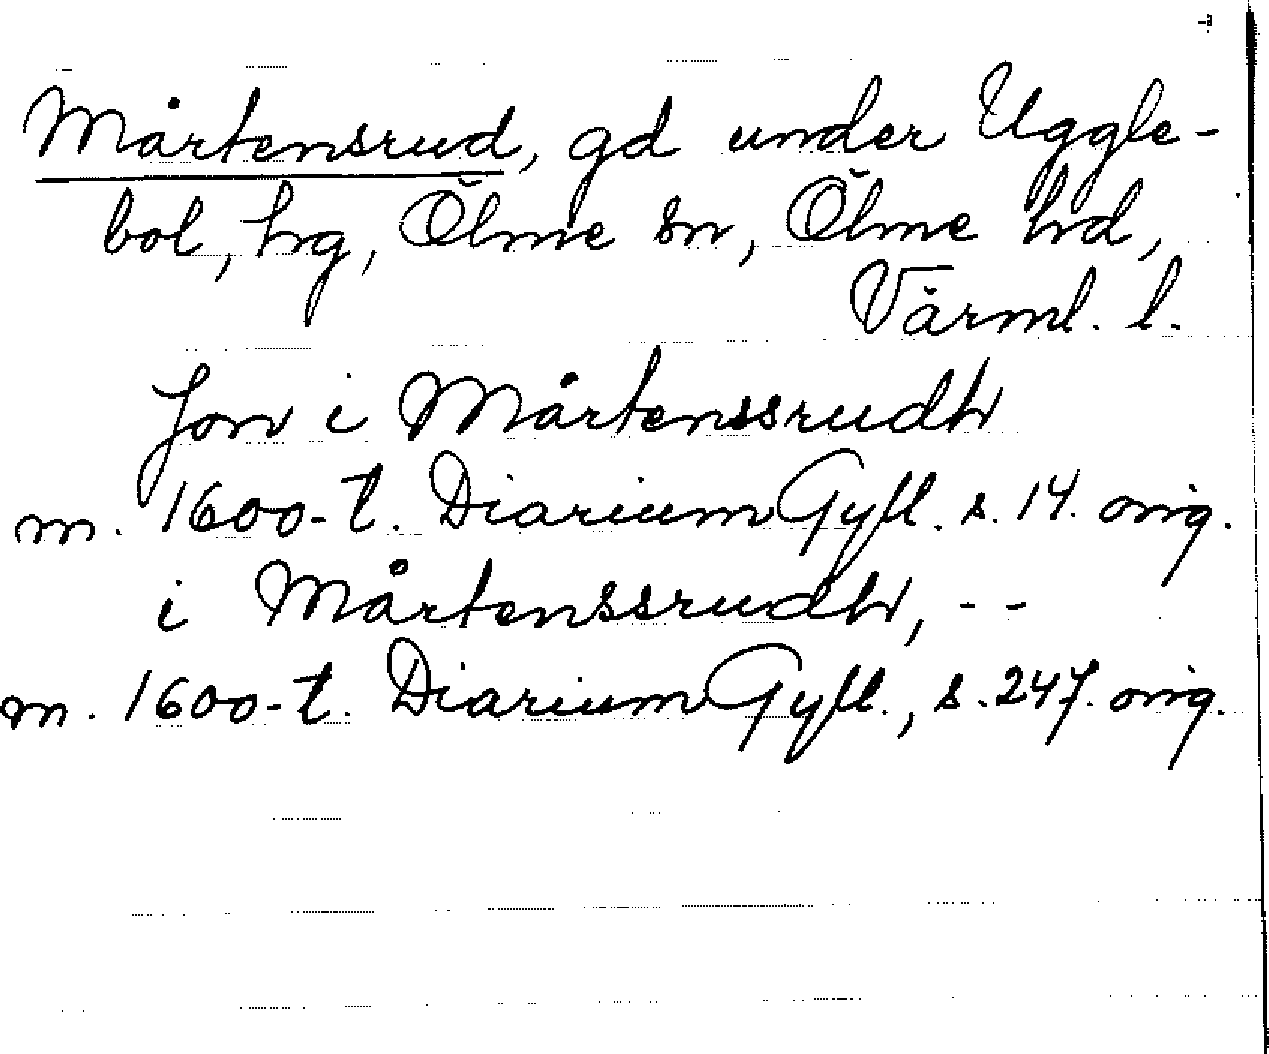 Mårtensrud, gd under Uggle-
bol, hg, Ölme sn, Ölme hd,
Värml. l.
Jon i Mårtenssrudh
m. 1600-t. Diarium Gyll. s. 14. orig.
i Mårtenssrudh, - -
m. 1600-t. Diarium Gyll., s. 247. orig.